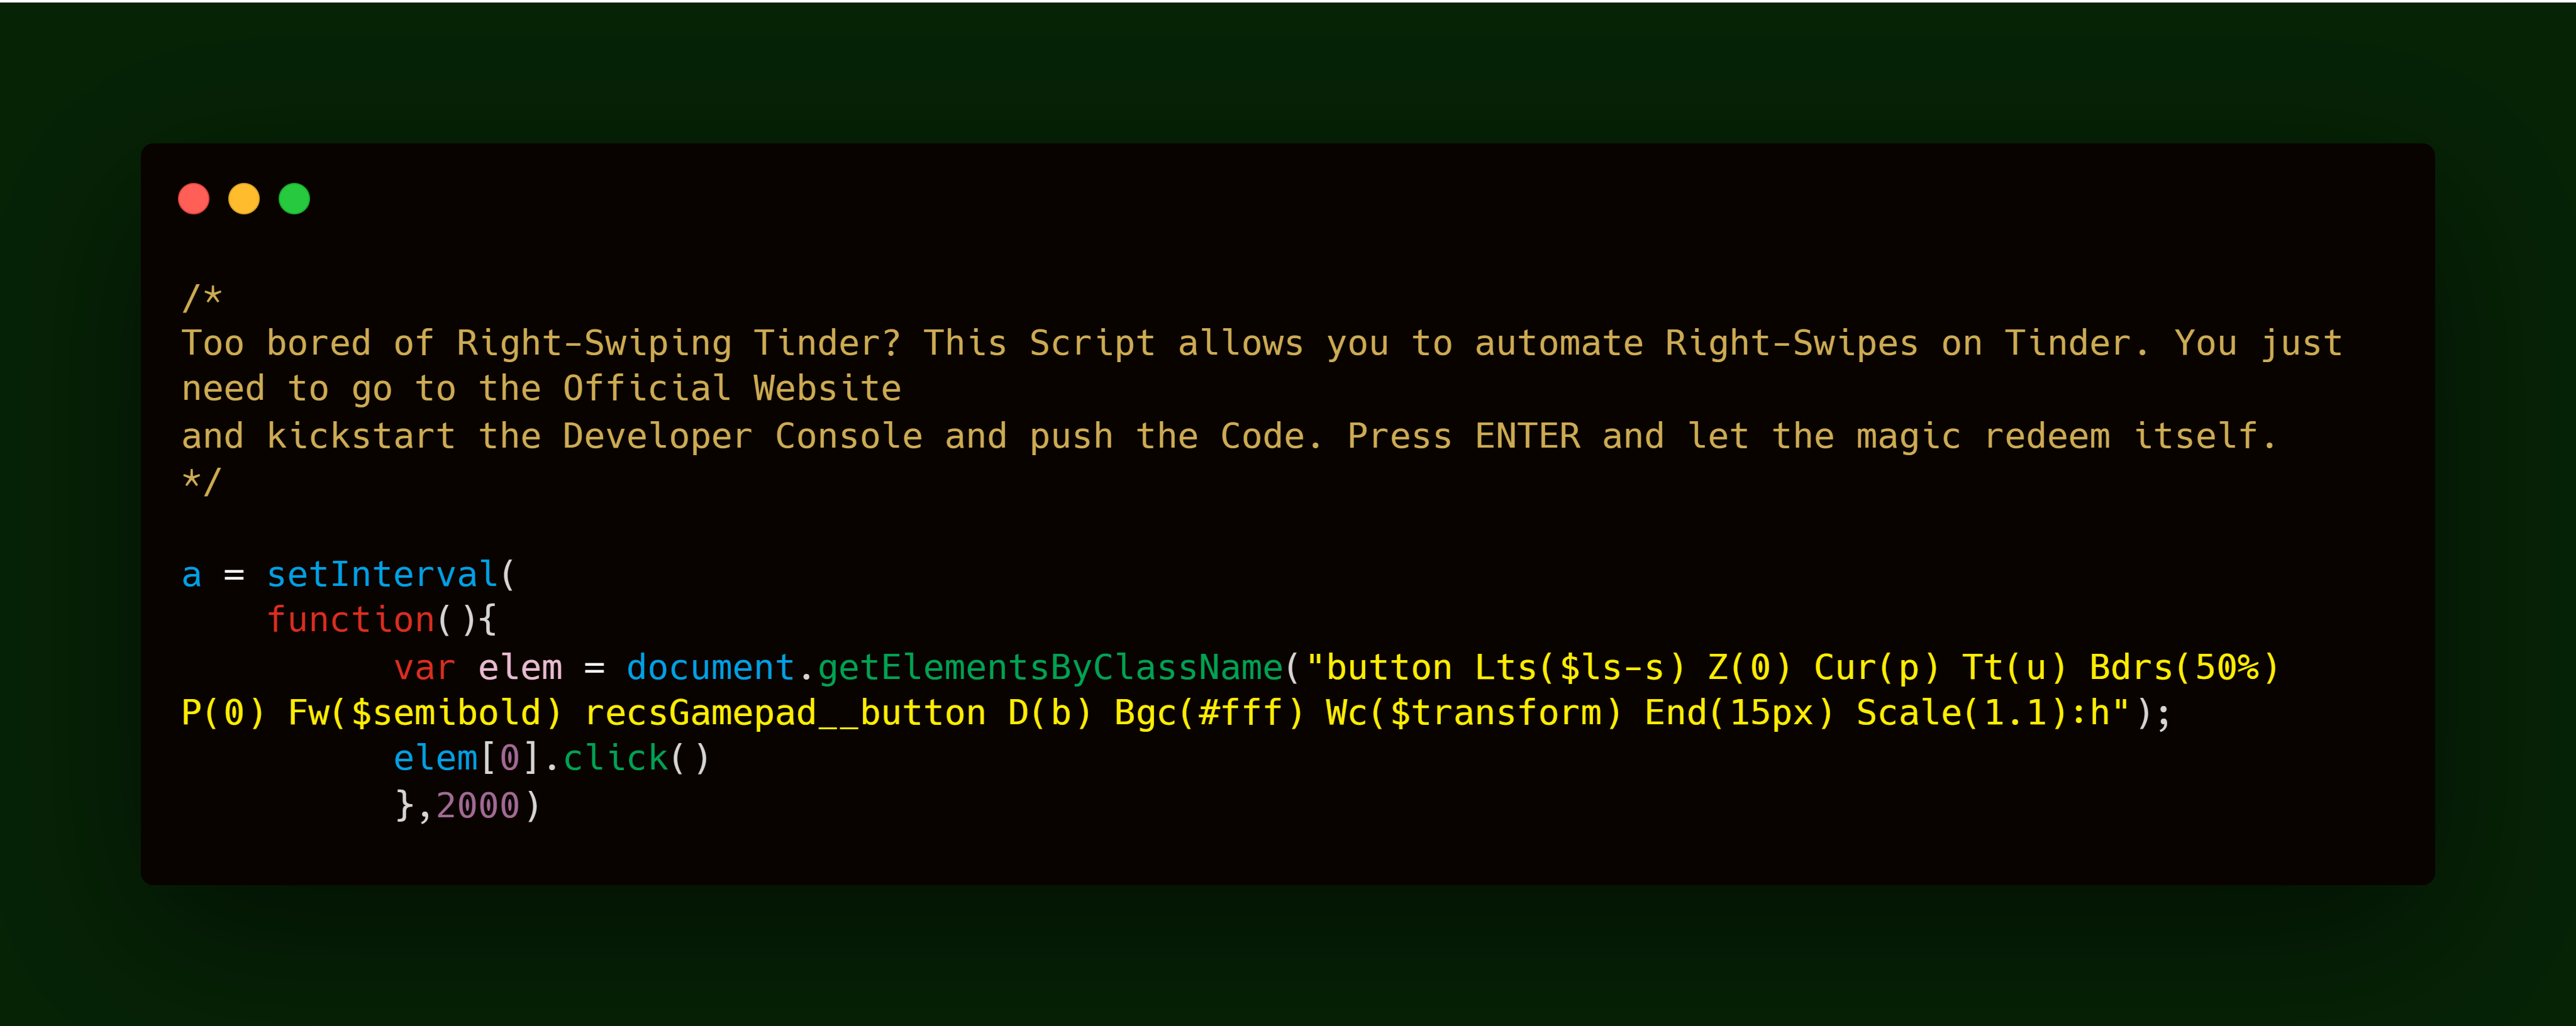 /*
Too bored of Right-Swiping Tinder? This Script allows you to automate Right-Swipes on Tinder. You just
need to go to the Official Website
and kickstart the Developer Console and push the Code. Press ENTER and let the magic redeem itself.
*/
a = setInterval(
function(){
var elem = document.getElementsByClassName("button Lts($ls-s) Z(0) Cur(p) Tt(u) Bdrs(50%)
P(0) Fw($semibold) recsGamepad__button D(b) Bgc(#fff) Wc($transform) End(15px) Scale(1.1):h");
elem[0].click()
},2000)